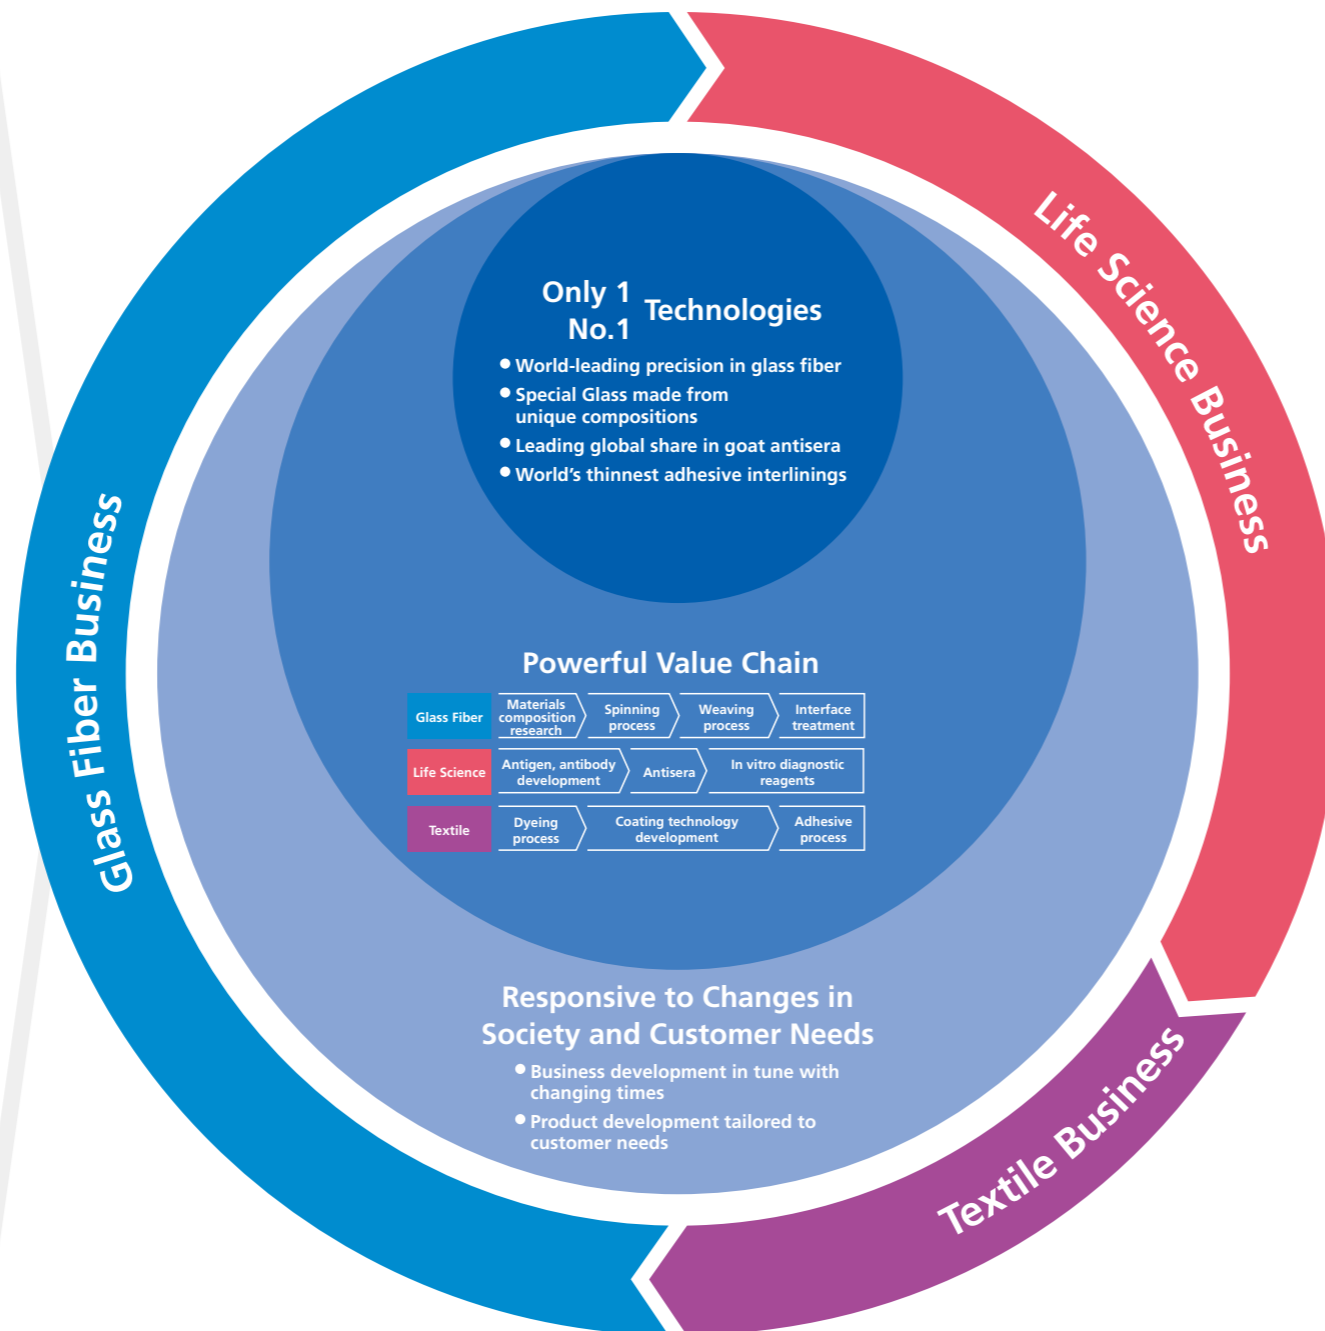 Life Science Business
Only 1
No.1
Technologies
● World-leading precision in glass fiber
● Special Glass made from
unique compositions
● Leading global share in goat antisera
● World’s thinnest adhesive interlinings
Glass Fiber Business
Powerful Value Chain
Glass Fiber
Materials
composition
research
Spinning
process
Weaving
process
Interface
treatment
Life Science
Antigen, antibody
development
Antisera
In vitro diagnostic
reagents
Textile
Dyeing
process
Coating technology
development
Adhesive
process
Responsive to Changes in
Society and Customer Needs
● Business development in tune with
changing times
● Product development tailored to
customer needs
Textile Business